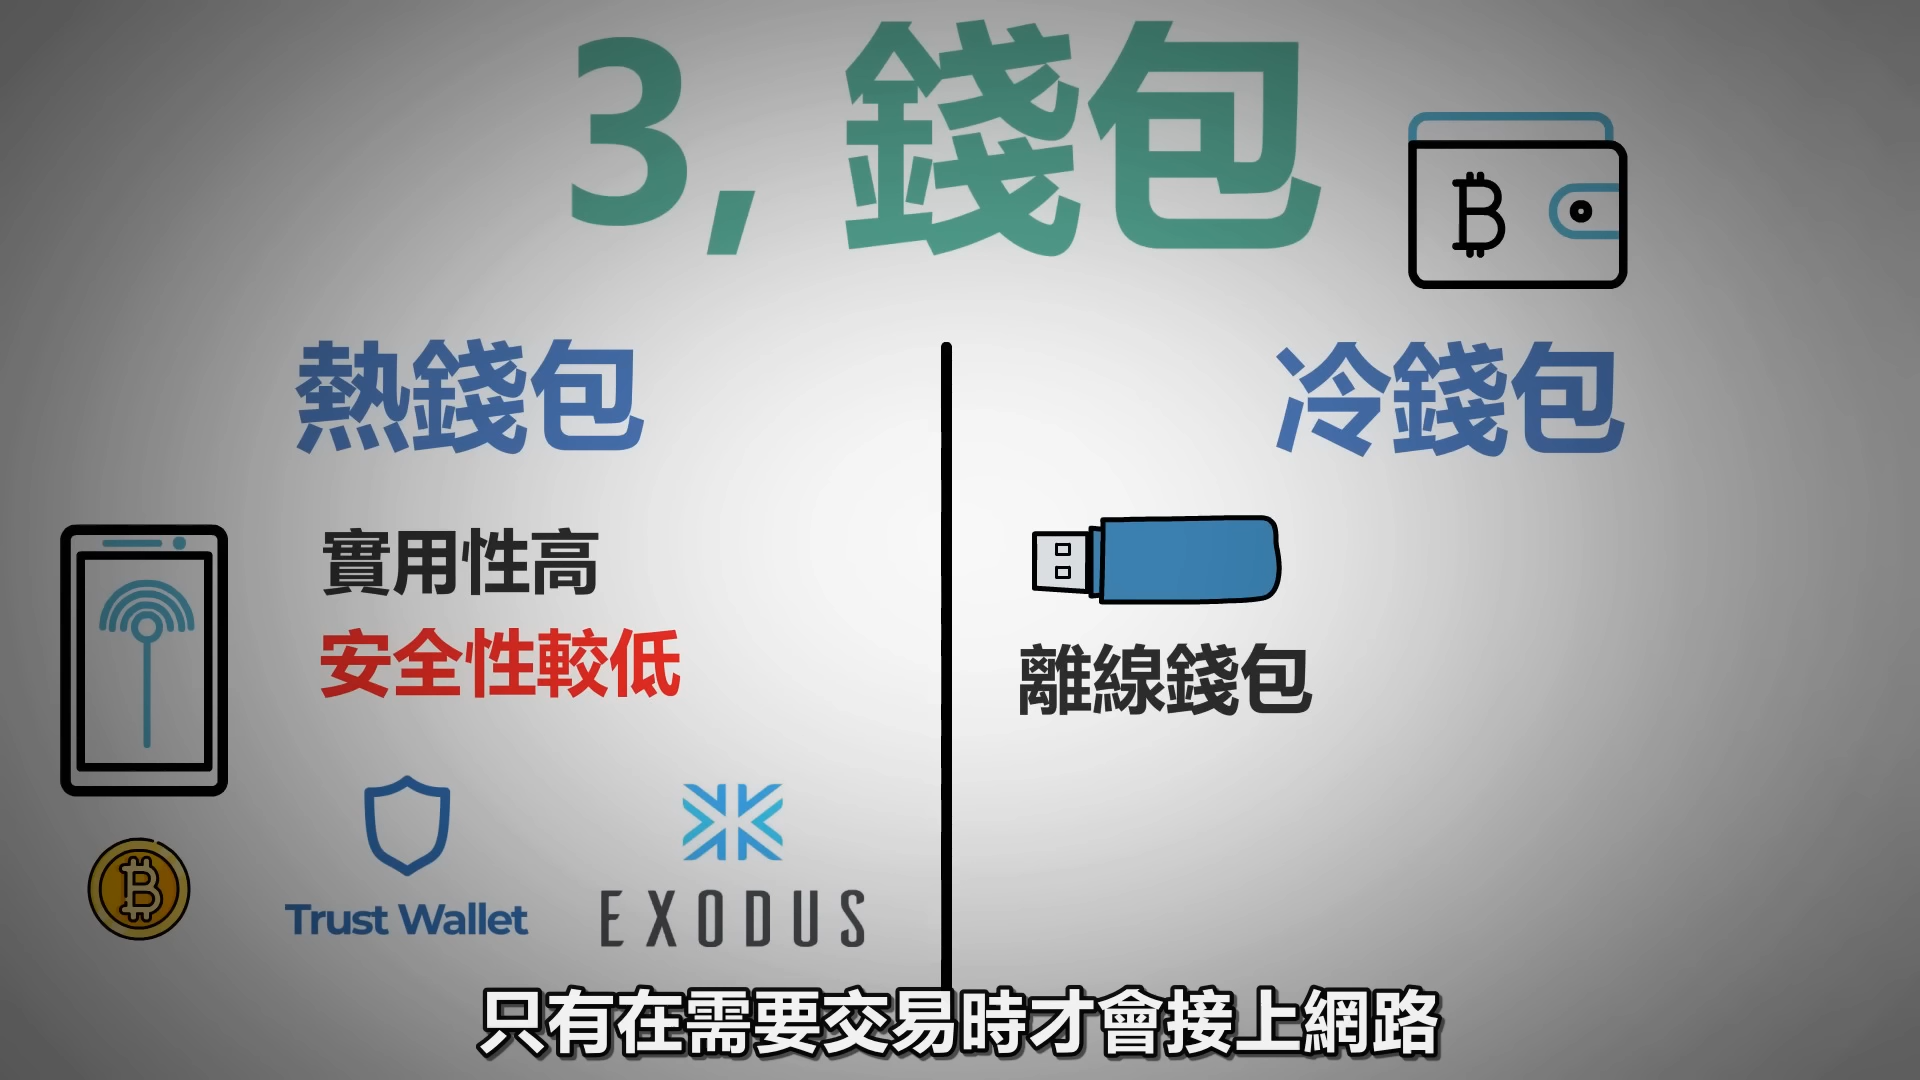 3, 錢包
熱錢包
實用性高
安全性較低
Trust Wallet
EXODUS
冷錢包
離線錢包
只有在需要交易時才會接上網路